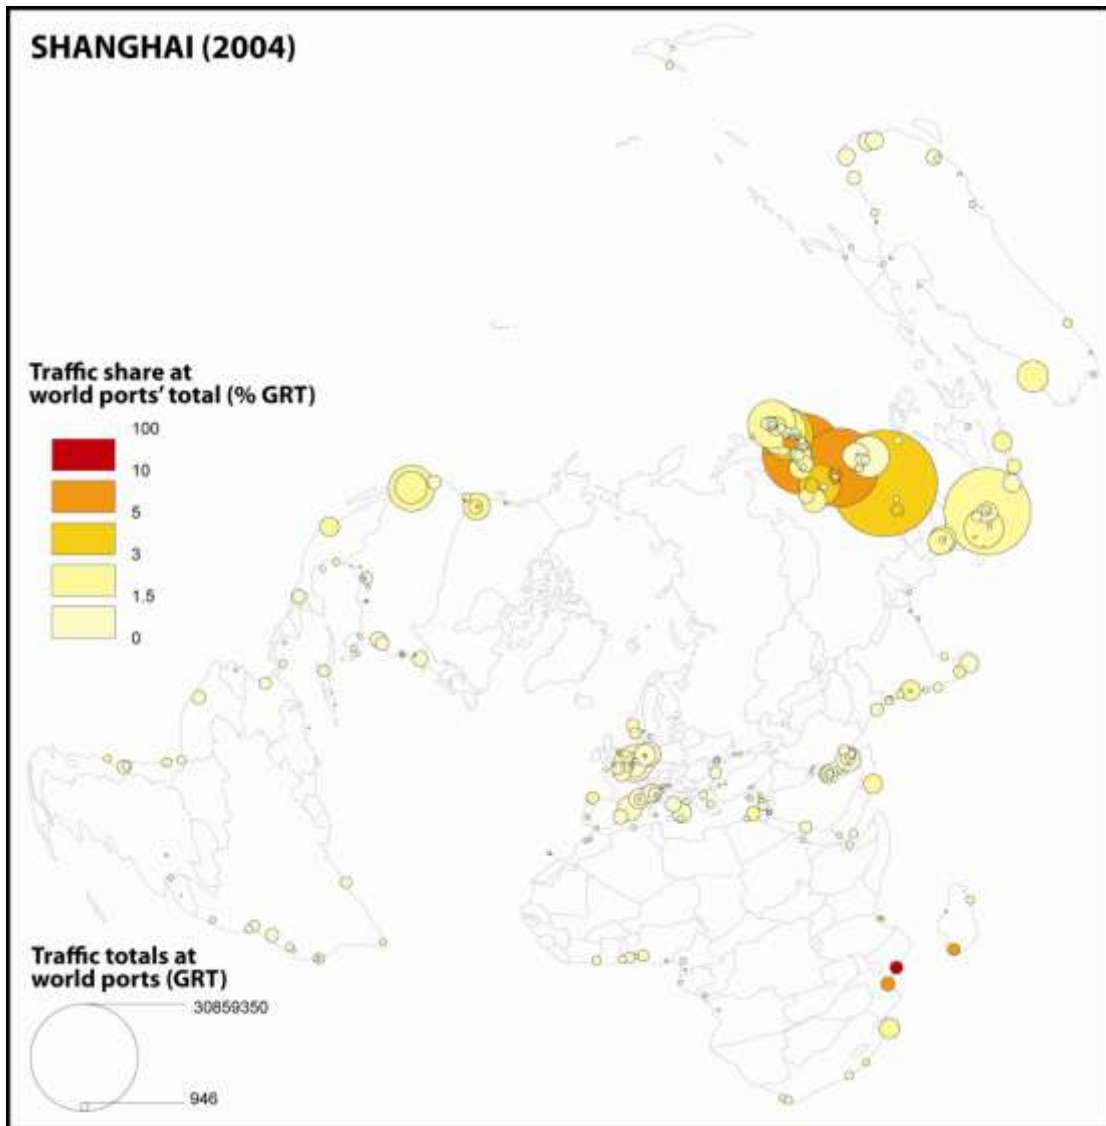 SHANGHAI (2004)
Traffic share at
world ports' total (% GRT)
100
10
5
3
1,5
0
Traffic totals at
world ports (GRT)
30859350
946